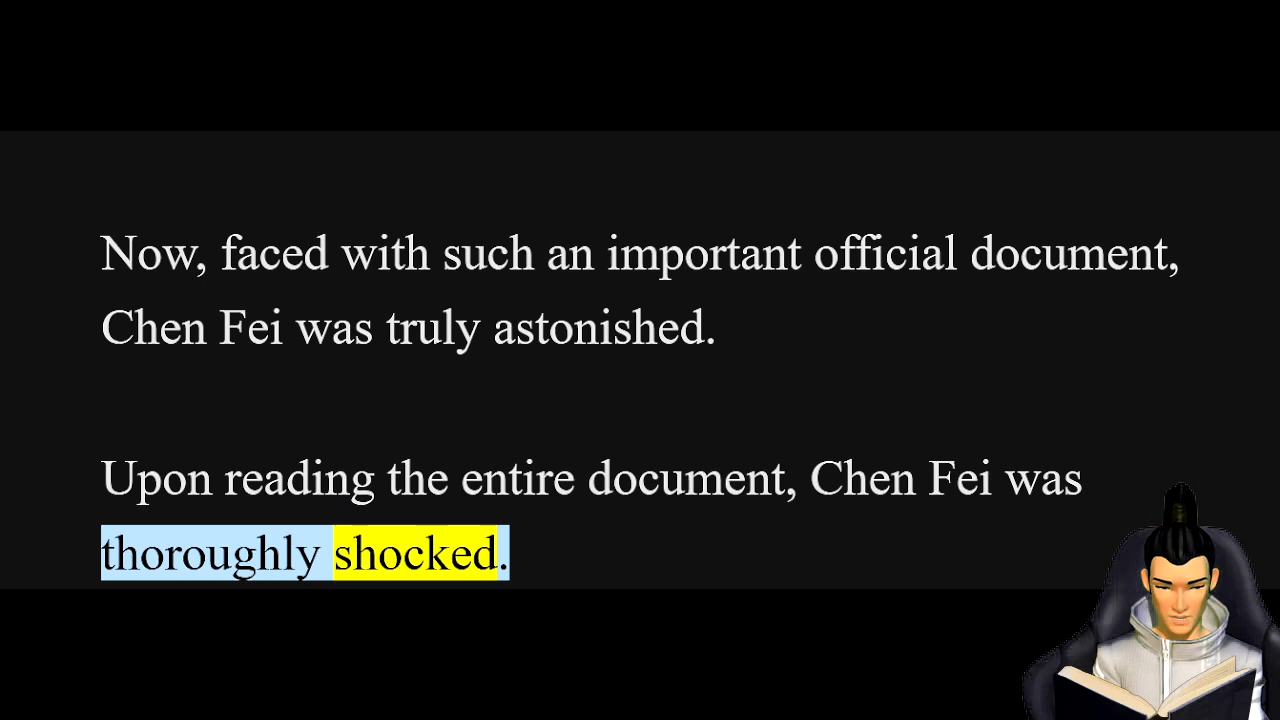 Now, faced with such an important official document,
Chen Fei was truly astonished.
Upon reading the entire document, Chen Fei was
thoroughly shocked.